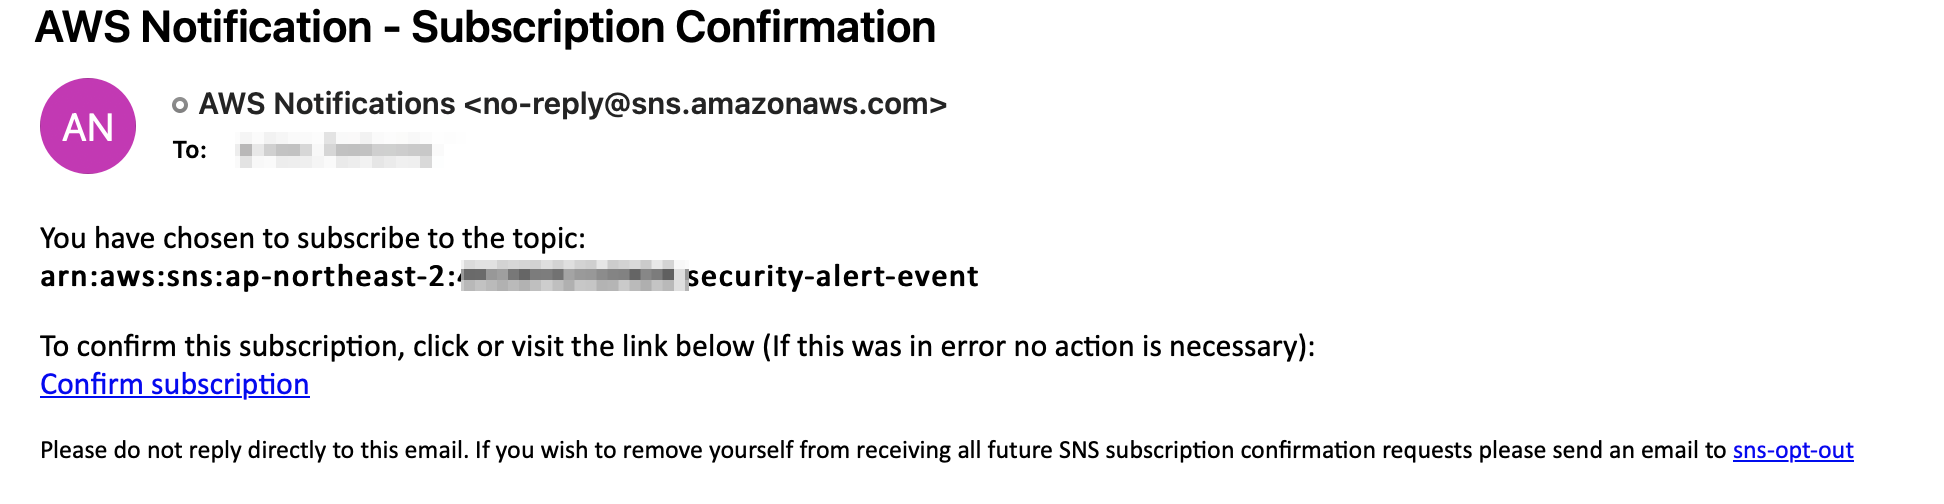 AWS Notification - Subscription Confirmation
AN
AWS Notifications <no-reply@sns.amazonaws.com>
To:
You have chosen to subscribe to the topic:
arn:aws:sns:ap-northeast-2: security-alert-event
To confirm this subscription, click or visit the link below (If this was in error no action is necessary):
Confirm subscription
Please do not reply directly to this email. If you wish to remove yourself from receiving all future SNS subscription confirmation requests please send an email to sns-opt-out